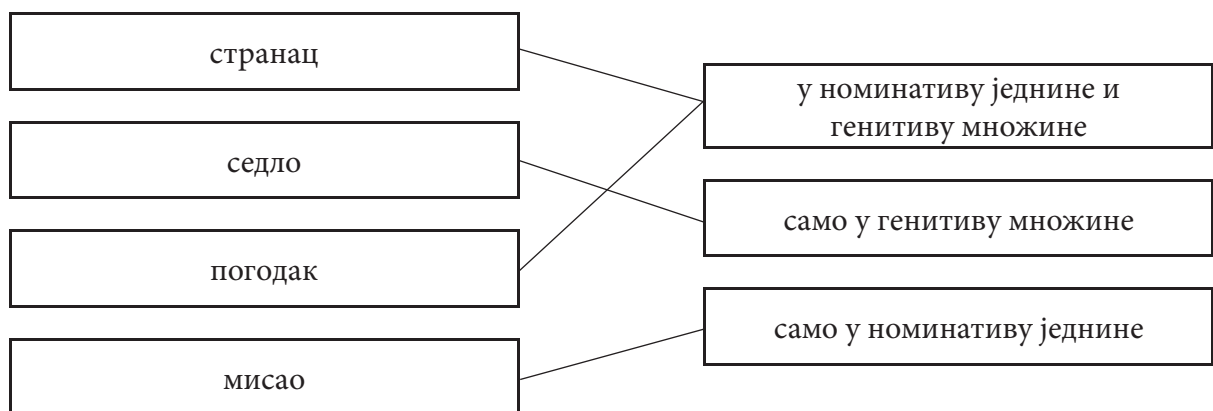 странац
седло
погодак
мисао
у номинативу једнине и
генитиву множине
само у генитиву множине
само у номинативу једнине